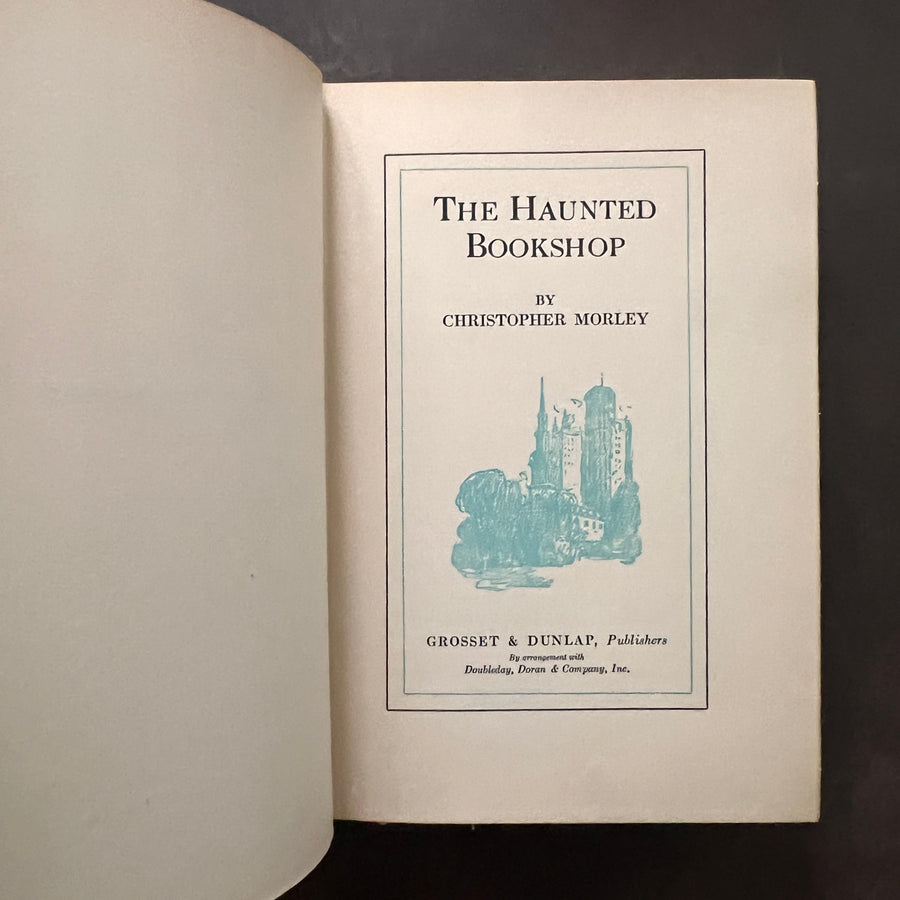 THE HAUNTED
BOOKSHOP
BY
CHRISTOPHER MORLEY
GROSSET & DUNLAP, Publishers
By arrangement with
Doubleday, Doran & Company, Inc.